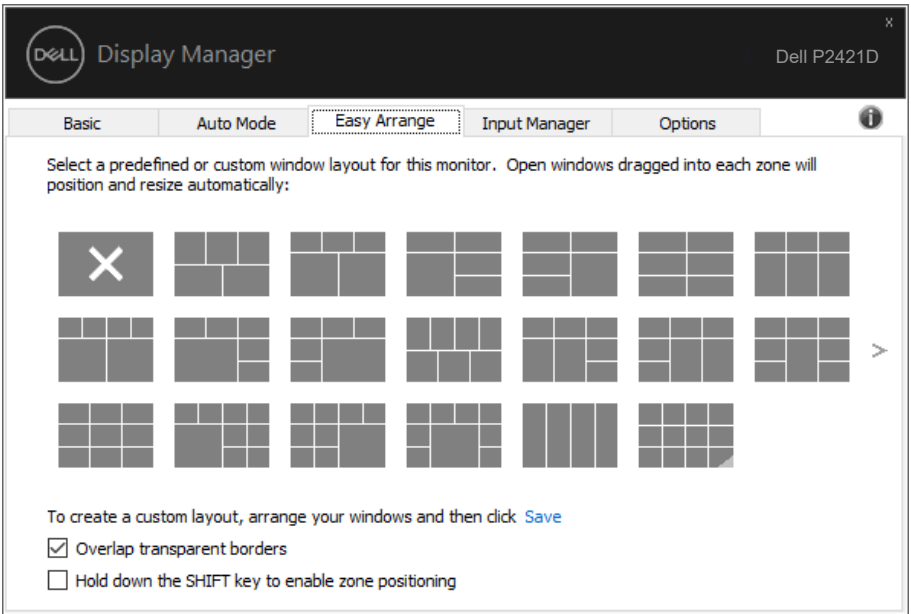 x
DELL Display Manager
Dell P2421D
Basic Auto Mode Easy Arrange Input Manager Options
Select a predefined or custom window layout for this monitor. Open windows dragged into each zone will
position and resize automatically:
>
To create a custom layout, arrange your windows and then click Save
Overlap transparent borders
Hold down the SHIFT key to enable zone positioning